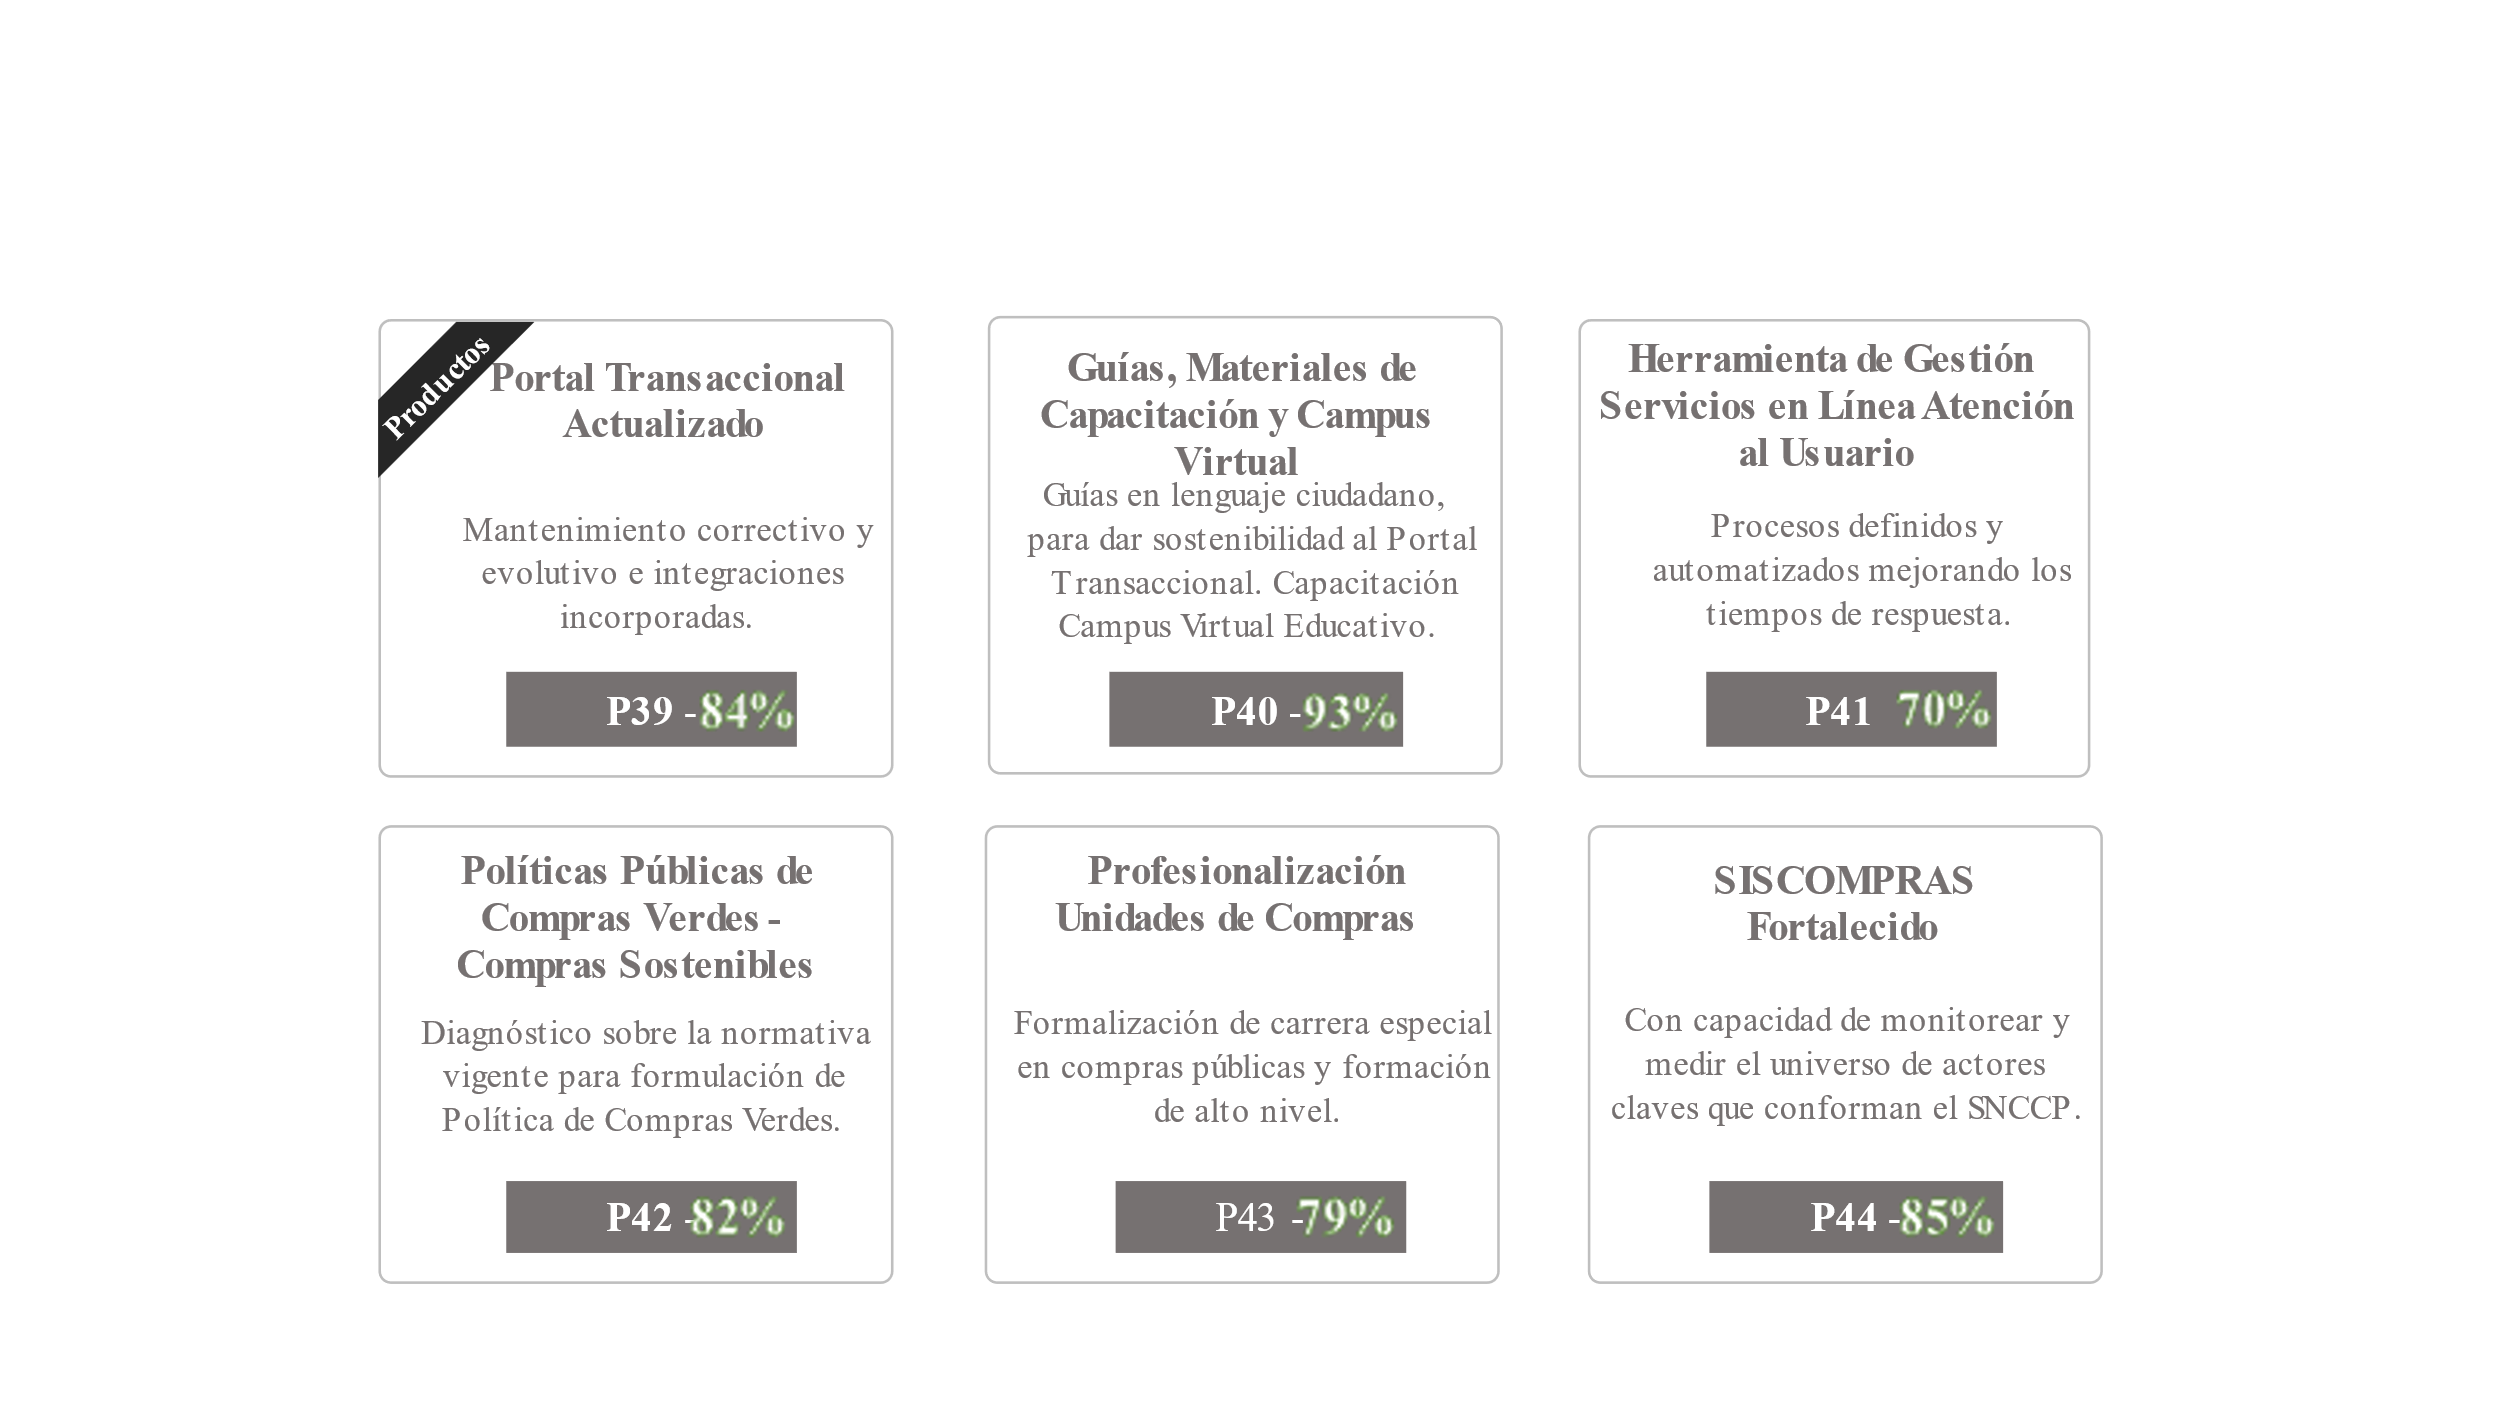 Productos
Portal Transaccional
Actualizado
Mantenimiento correctivo y
evolutivo e integraciones
incorporadas.
P39 -84%
Guías, Materiales de
Capacitación y Campus
Virtual
Guías en lenguaje ciudadano,
para dar sostenibilidad al Portal
Transaccional. Capacitación
Campus Virtual Educativo.
P40 -93%
Herramienta de Gestión
Servicios en Línea Atención
al Usuario
Procesos definidos y
automatizados mejorando los
tiempos de respuesta.
P41 70%
Políticas Públicas de
Compras Verdes -
Compras Sostenibles
Diagnóstico sobre la normativa
vigente para formulación de
Política de Compras Verdes.
P42 -82%
Profesionalización
Unidades de Compras
Formalización de carrera especial
en compras públicas y formación
de alto nivel.
P43 -79%
SISCOMPRAS
Fortalecido
Con capacidad de monitorear y
medir el universo de actores
claves que conforman el SNCCP.
P44 -85%